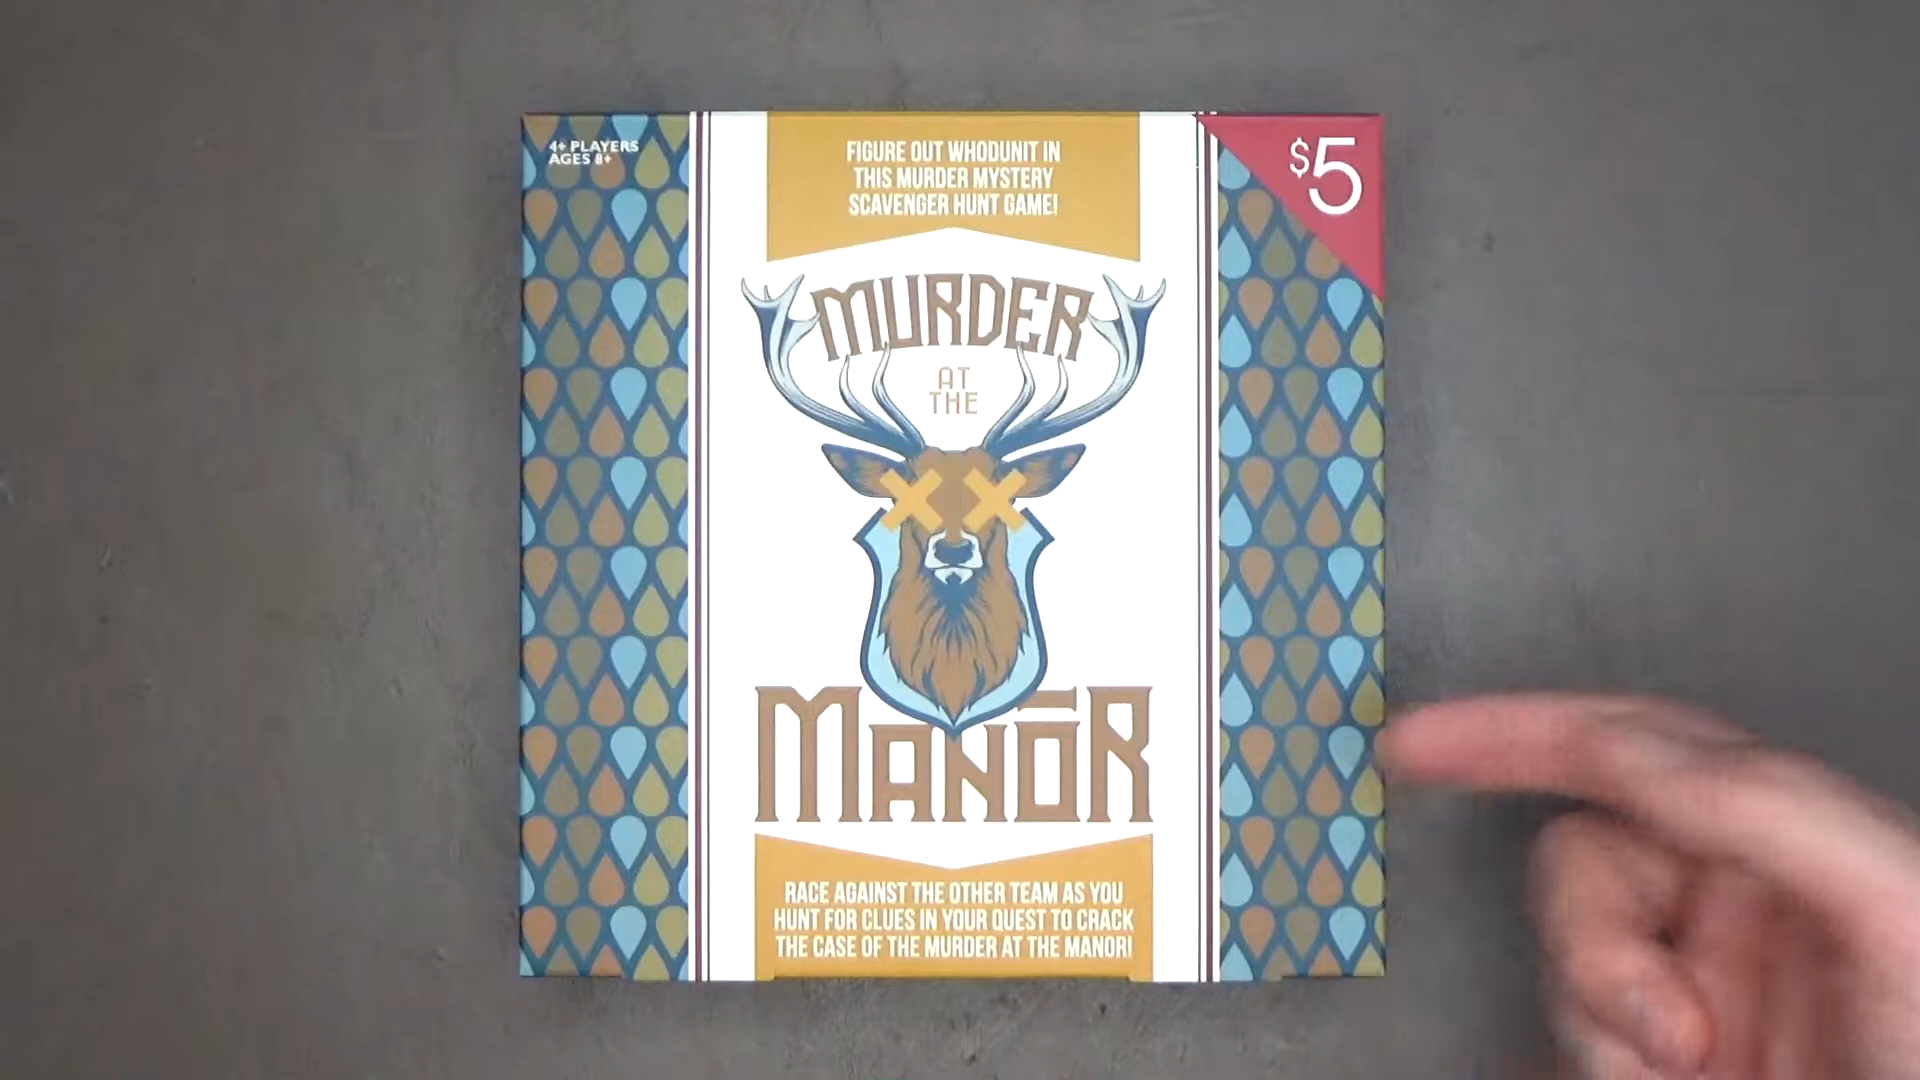 4+ PLAYERS
AGES 8+
FIGURE OUT WHODUNIT IN
THIS MURDER MYSTERY
SCAVENGER HUNT GAME!
$5
MURDER
AT
THE
MANOR
RACE AGAINST THE OTHER TEAM AS YOU
HUNT FOR CLUES IN YOUR QUEST TO CRACK
THE CASE OF THE MURDER AT THE MANOR!